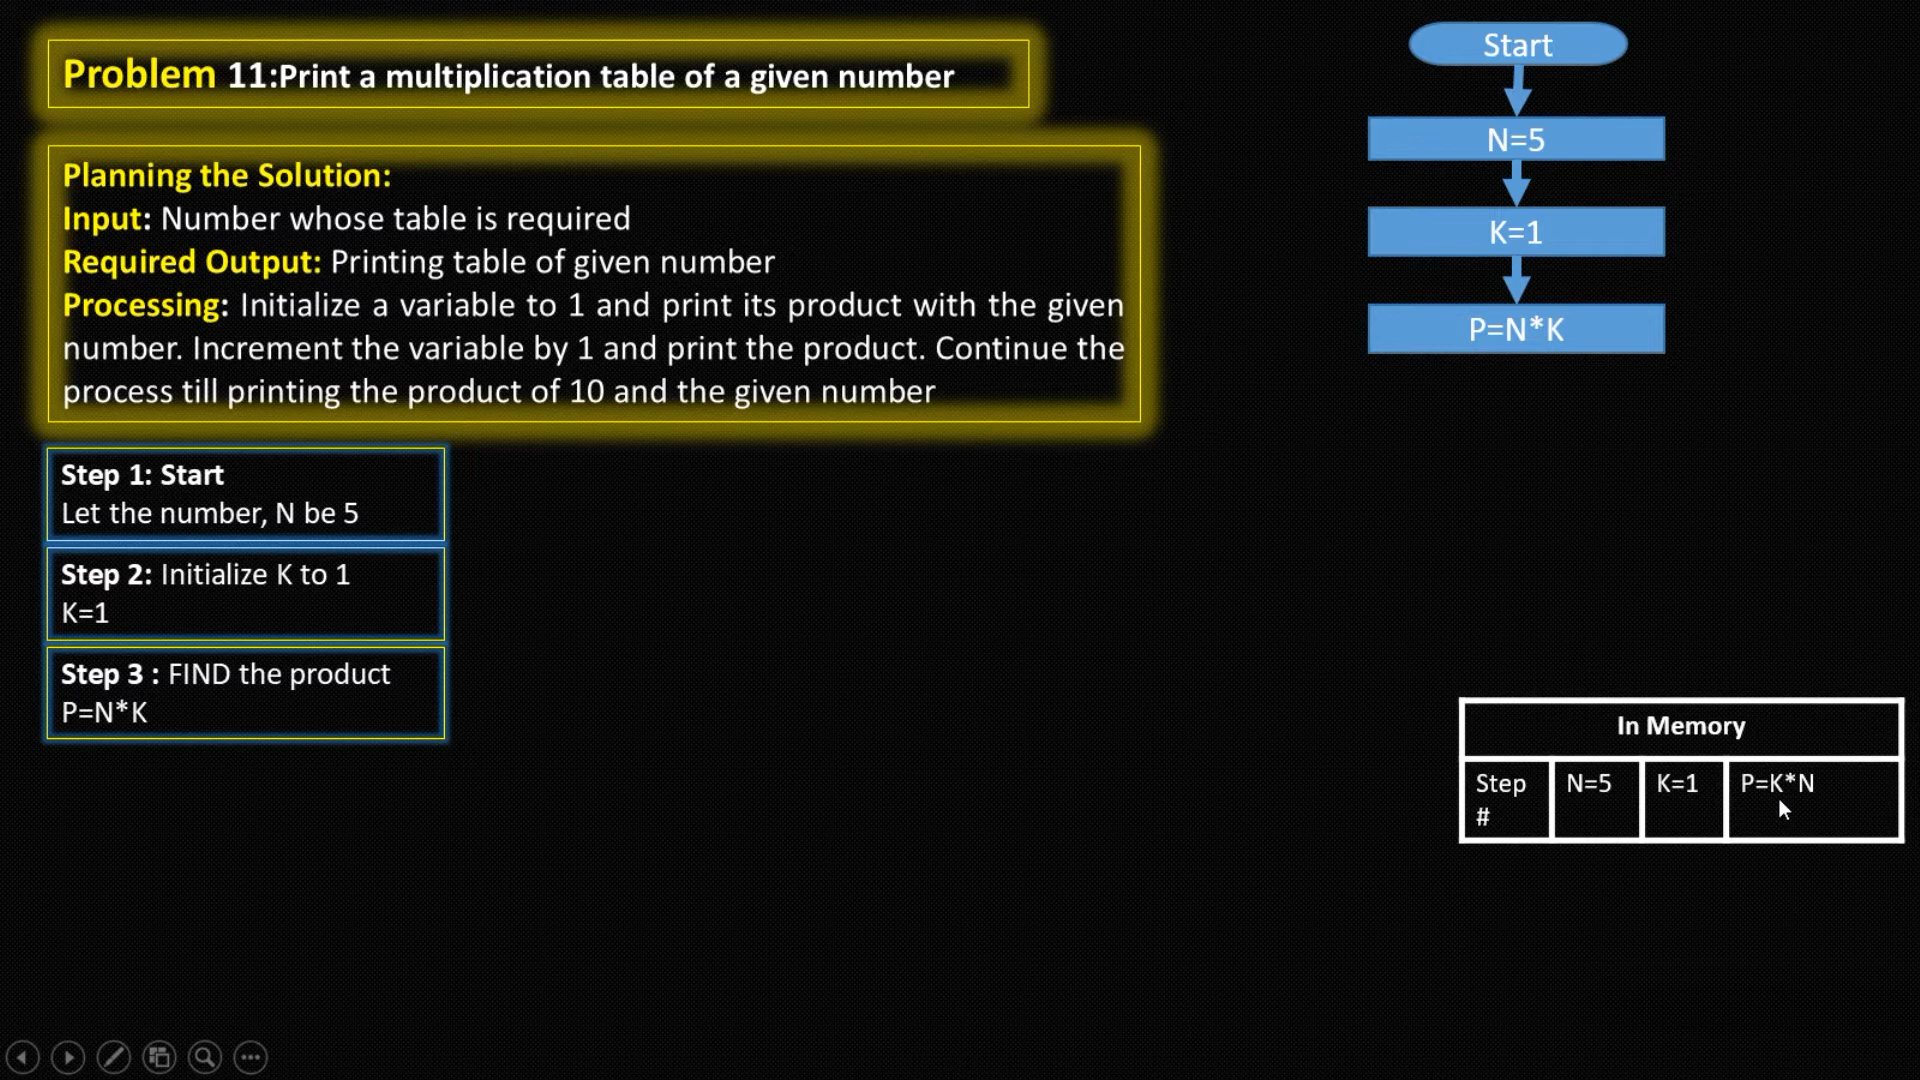 Problem 11:Print a multiplication table of a given number
Planning the Solution:
Input: Number whose table is required
Required Output: Printing table of given number
Processing: Initialize a variable to 1 and print its product with the given
number. Increment the variable by 1 and print the product. Continue the
process till printing the product of 10 and the given number
Step 1: Start
Let the number, N be 5
Step 2: Initialize K to 1
K=1
Step 3 : FIND the product
P=N*K
Start
N=5
K=1
P=N*K
In Memory
Step
#
N=5
K=1
P=K*N